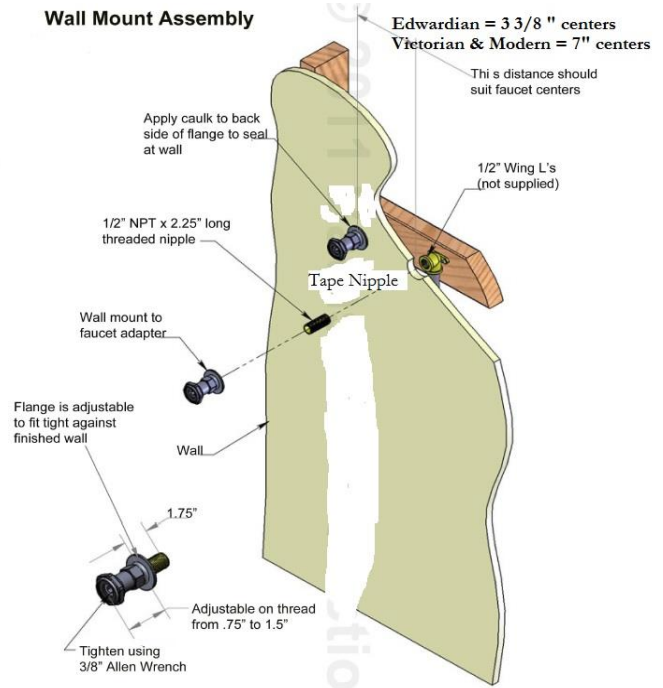 Wall Mount Assembly
Edwardian = 3 3/8 " centers
Victorian & Modern = 7" centers
Thi s distance should
suit faucet centers
Apply caulk to back
side of flange to seal
at wall
1/2" Wing L's
(not supplied)
1/2" NPT x 2.25" long
threaded nipple
Tape Nipple
Wall mount to
faucet adapter
Flange is adjustable
to fit tight against
finished wall
Wall
1.75"
Adjustable on thread
from .75" to 1.5"
Tighten using
3/8" Allen Wrench